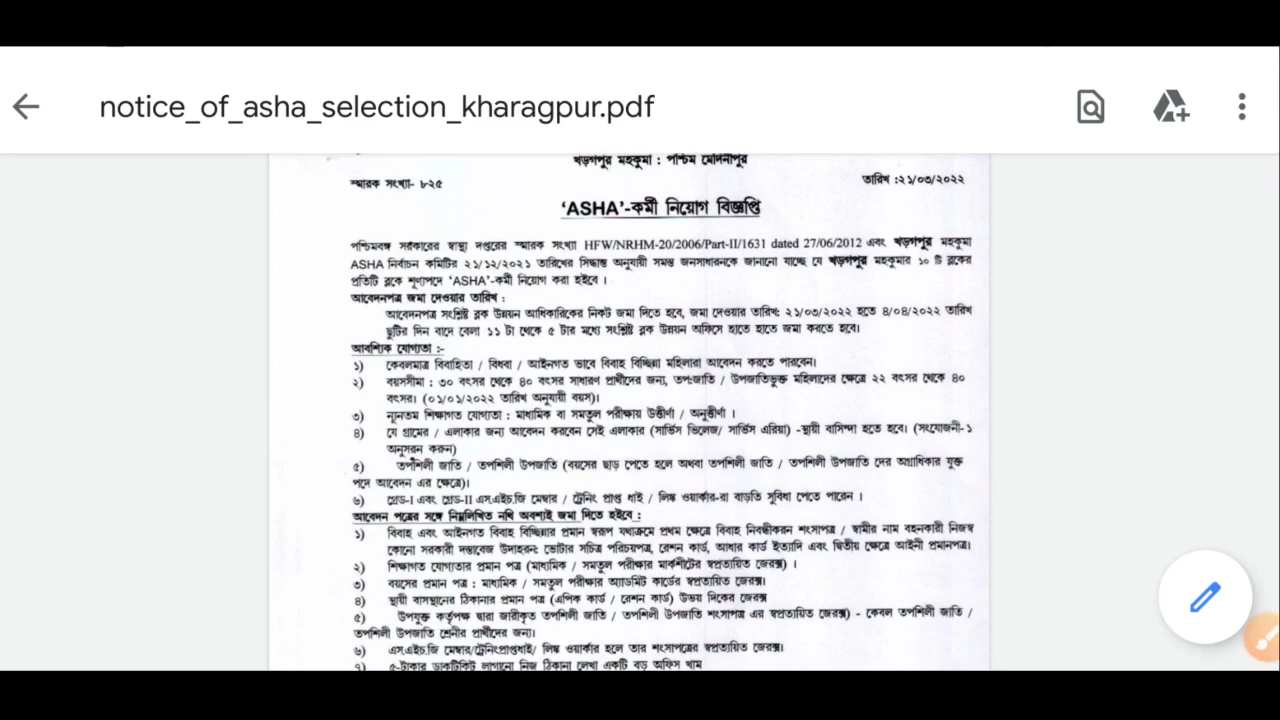 notice_of_asha_selection_kharagpur.pdf
খড়গপুর মহকুমা : পশ্চিম মেদিনীপুর
স্মারক সংখ্যা- ৮২৫
তারিখ :২১/০৩/২০২২
‘ASHA’-কর্মী নিয়োগ বিজ্ঞপ্তি
পশ্চিমবঙ্গ সরকারের স্বাস্থ্য দপ্তরের স্মারক সংখ্যা HFW/NRHM-20/2006/Part-II/1631 dated 27/06/2012 এবং খড়গপুর মহকুমা
ASHA নির্বাচন কমিটির ২১/১২/২০২১ তারিখের সিদ্ধান্ত অনুযায়ী সমস্ত জনসাধারনকে জানানো যাচ্ছে যে খড়গপুর মহকুমার ১০ টি ব্লকের
প্রতিটি ব্লকে শূণ্যপদে ‘ASHA’-কর্মী নিয়োগ করা হইবে ।
আবেদনপত্র জমা দেওয়ার তারিখ :
আবেদনপত্র সংশ্লিষ্ট ব্লক উন্নয়ন আধিকারিকের নিকট জমা দিতে হবে, জমা দেওয়ার তারিখ: ২১/০৩/২০২২ হতে ৪/০৪/২০২২ তারিখ
ছুটির দিন বাদে বেলা ১১ টা থেকে ৫ টার মধ্যে সংশ্লিষ্ট ব্লক উন্নয়ন অফিসে হাতে হাতে জমা করতে হবে।
আবশ্যিক যোগ্যতা :-
১) কেবলমাত্র বিবাহিতা / বিধবা / আইনগত ভাবে বিবাহ বিচ্ছিন্না মহিলারা আবেদন করতে পারবেন।
২) বয়সসীমা : ৩০ বৎসর থেকে ৪০ বৎসর সাধারণ প্রার্থীদের জন্য, তপঃজাতি / উপজাতিভুক্ত মহিলাদের ক্ষেত্রে ২২ বৎসর থেকে ৪০
বৎসর। (০১/০১/২০২২ তারিখ অনুযায়ী বয়স)।
৩) ন্যূনতম শিক্ষাগত যোগ্যতা : মাধ্যমিক বা সমতুল পরীক্ষায় উত্তীর্ণা / অনুত্তীর্ণা ।
৪) যে গ্রামের / এলাকার জন্য আবেদন করবেন সেই এলাকার (সার্ভিস ভিলেজ/ সার্ভিস এরিয়া) -স্থায়ী বাসিন্দা হতে হবে। (সংযোজনী-১
অনুসরন করুন)
৫) তপশিলী জাতি / তপশিলী উপজাতি (বয়সের ছাড় পেতে হলে অথবা তপশিলী জাতি / তপশিলী উপজাতি দের অগ্রাধিকার যুক্ত
পদে আবেদন এর ক্ষেত্রে)।
৬) গ্রেড-I এবং গ্রেড-II এস.এইচ.জি মেম্বার / ট্রেনিং প্রাপ্ত ধাই / লিঙ্ক ওয়ার্কার-রা বাড়তি সুবিধা পেতে পারেন ।
আবেদন পত্রের সঙ্গে নিম্নলিখিত নথি অবশ্যই জমা দিতে হইবে :
১) বিবাহ এবং আইনগত বিবাহ বিচ্ছিন্নার প্রমান স্বরূপ যথাক্রমে প্রথম ক্ষেত্রে বিবাহ নিবন্ধীকরন শংসাপত্র / স্বামীর নাম বহনকারী নিজস্ব
কোনো সরকারী দস্তাবেজ উদাহরন: ভোটার সচিত্র পরিচয়পত্র, রেশন কার্ড, আধার কার্ড ইত্যাদি এবং দ্বিতীয় ক্ষেত্রে আইনী প্রমানপত্র।
২) শিক্ষাগত যোগ্যতার প্রমান পত্র (মাধ্যমিক / সমতুল পরীক্ষার মার্কশীটের স্বপ্রত্যয়িত জেরক্স) ।
৩) বয়সের প্রমান পত্র : মাধ্যমিক / সমতুল পরীক্ষার অ্যাডমিট কার্ডের স্বপ্রত্যয়িত জেরক্স।
৪) স্থায়ী বাসস্থানের ঠিকানার প্রমান পত্র (এপিক কার্ড / রেশন কার্ড) উভয় দিকের জেরক্স
৫) উপযুক্ত কর্তৃপক্ষ দ্বারা জারীকৃত তপশিলী জাতি / তপশিলী উপজাতি শংসাপত্র এর স্বপ্রত্যয়িত জেরক্স) - কেবল তপশিলী জাতি /
তপশিলী উপজাতি শ্রেনীর প্রার্থীদের জন্য।
৬) এস.এইচ.জি মেম্বার/ট্রেনিংপ্রাপ্তধাই/ লিঙ্ক ওয়ার্কার হলে তার শংসাপত্রের স্বপ্রত্যয়িত জেরক্স।
৭) ৫-টাকার ডাকটিকিট লাগানো নিজ ঠিকানা লেখা একটি বড় অফিস খাম